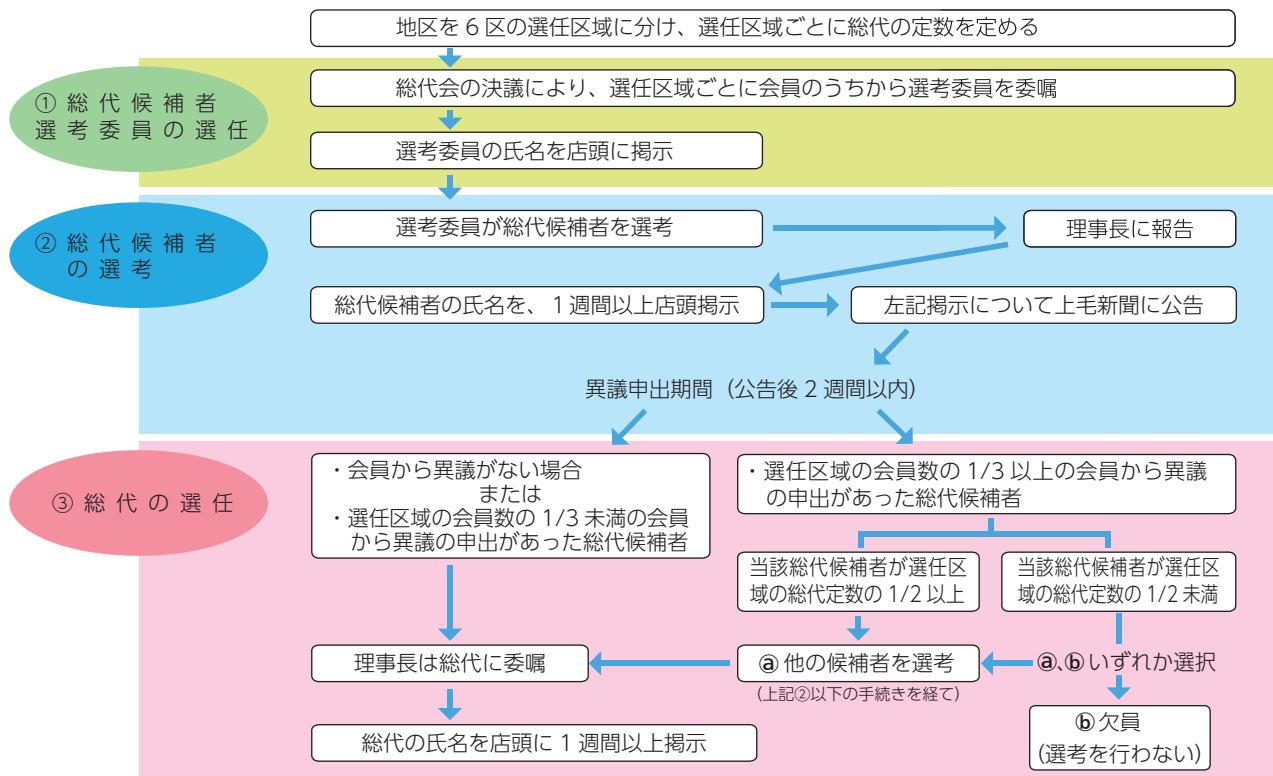 地区を 6 区の選任区域に分け、選任区域ごとに総代の定数を定める
① 総代候補者
選考委員の選任
総代会の決議により、選任区域ごとに会員のうちから選考委員を委嘱
選考委員の氏名を店頭に掲示
② 総代候補者
の選考
選考委員が総代候補者を選考
理事長に報告
総代候補者の氏名を、1 週間以上店頭掲示
左記掲示について上毛新聞に公告
異議申出期間（公告後 2 週間以内）
③ 総代の選任
・会員から異議がない場合
または
・選任区域の会員数の 1/3 未満の会員
から異議の申出があった総代候補者
・選任区域の会員数の 1/3 以上の会員から異議
の申出があった総代候補者
当該総代候補者が選任区
域の総代定数の 1/2 以上
当該総代候補者が選任区
域の総代定数の 1/2 未満
理事長は総代に委嘱
ⓐ他の候補者を選考
（上記②以下の手続きを経て）
ⓐ、ⓑいずれか選択
総代の氏名を店頭に 1 週間以上掲示
ⓑ欠員
（選考を行わない）